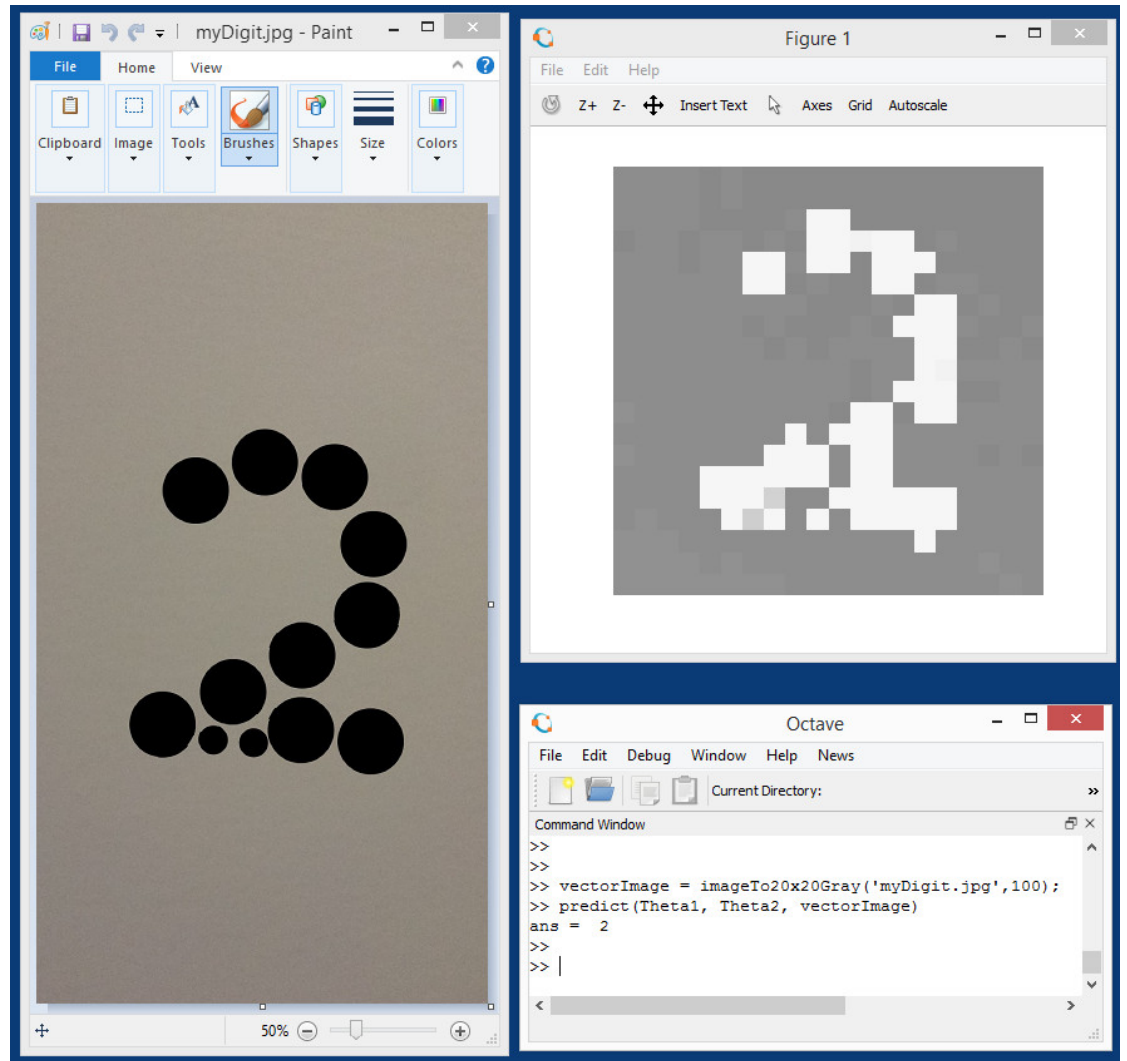 myDigit.jpg - Paint
File Home View
Clipboard Image Tools Brushes Shapes Size Colors
50%
Figure 1
File Edit Help
Z+ Z- Insert Text Axes Grid Autoscale
Octave
File Edit Debug Window Help News
Current Directory:
Command Window
>>
>>
>> vectorImage = imageTo20x20Gray('myDigit.jpg',100);
>> predict(Theta1, Theta2, vectorImage)
ans = 2
>>
>>